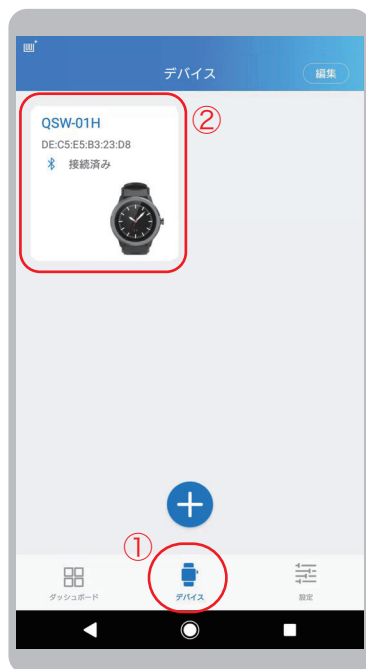 デバイス
編集
②
QSW-01H
DE:C5:E5:B3:23:D8
接続済み
①
ダッシュボード
デバイス
設定